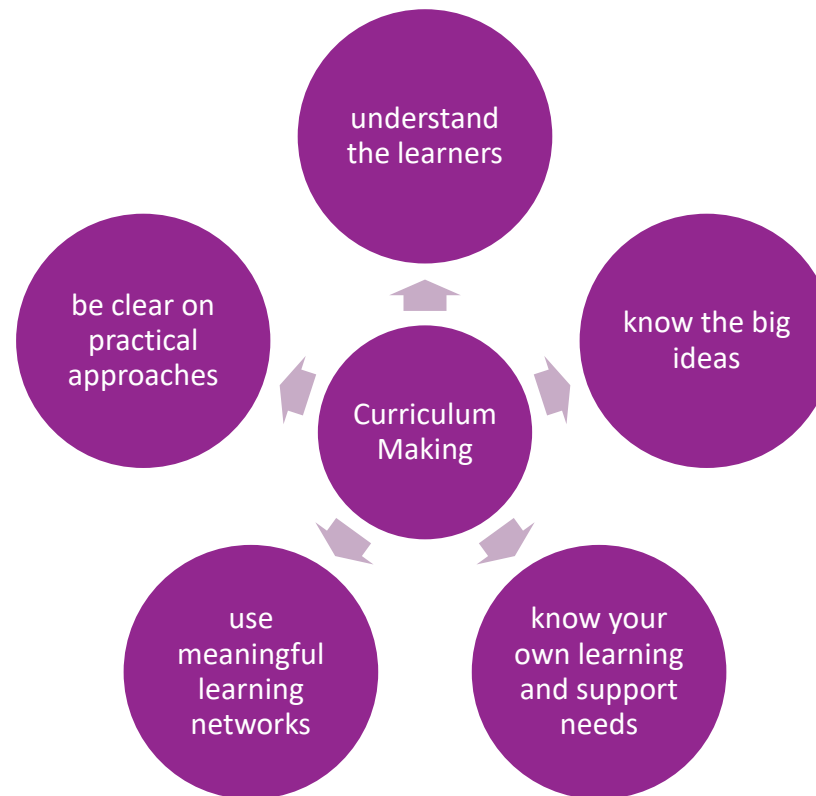 understand
the learners
know the big
ideas
know your
own learning
and support
needs
use
meaningful
learning
networks
be clear on
practical
approaches
Curriculum
Making